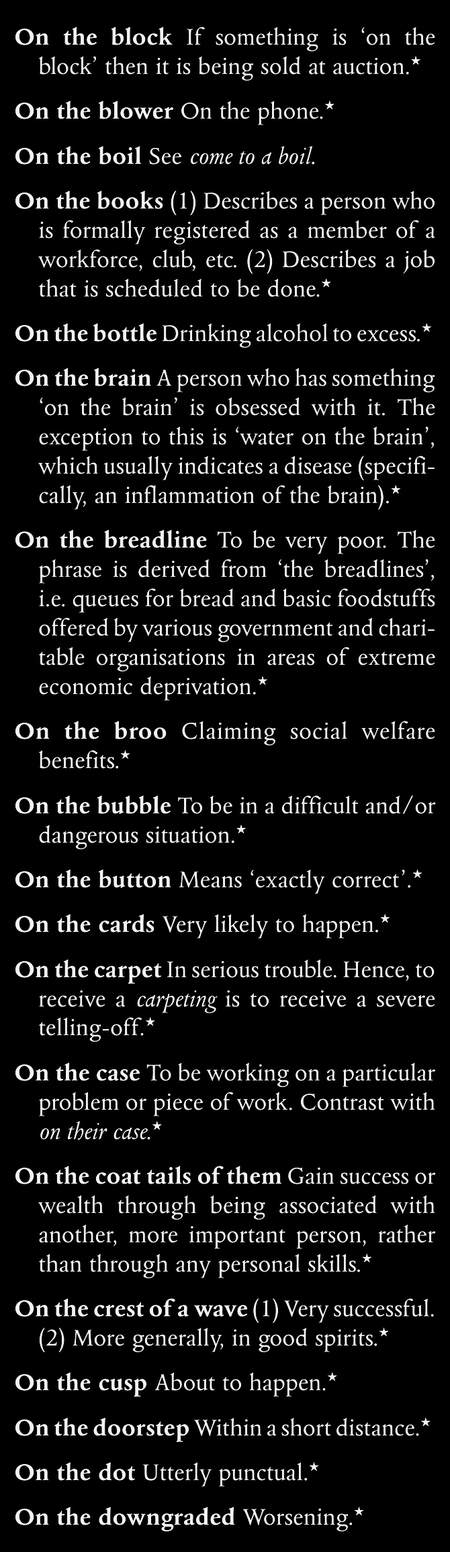 On the block If something is ‘on the
block’ then it is being sold at auction.★
On the blower On the phone.★
On the boil See come to a boil.
On the books (1) Describes a person who
is formally registered as a member of a
workforce, club, etc. (2) Describes a job
that is scheduled to be done.★
On the bottle Drinking alcohol to excess.★
On the brain A person who has something
‘on the brain’ is obsessed with it. The
exception to this is ‘water on the brain’,
which usually indicates a disease (specifi-
cally, an inflammation of the brain).★
On the breadline To be very poor. The
phrase is derived from ‘the breadlines’,
i.e. queues for bread and basic foodstuffs
offered by various government and chari-
table organisations in areas of extreme
economic deprivation.★
On the broo Claiming social welfare
benefits.★
On the bubble To be in a difficult and/or
dangerous situation.★
On the button Means ‘exactly correct’.★
On the cards Very likely to happen.★
On the carpet In serious trouble. Hence, to
receive a carpeting is to receive a severe
telling-off.★
On the case To be working on a particular
problem or piece of work. Contrast with
on their case.★
On the coat tails of them Gain success or
wealth through being associated with
another, more important person, rather
than through any personal skills.★
On the crest of a wave (1) Very successful.
(2) More generally, in good spirits.★
On the cusp About to happen.★
On the doorstep Within a short distance.★
On the dot Utterly punctual.★
On the downgraded Worsening.★